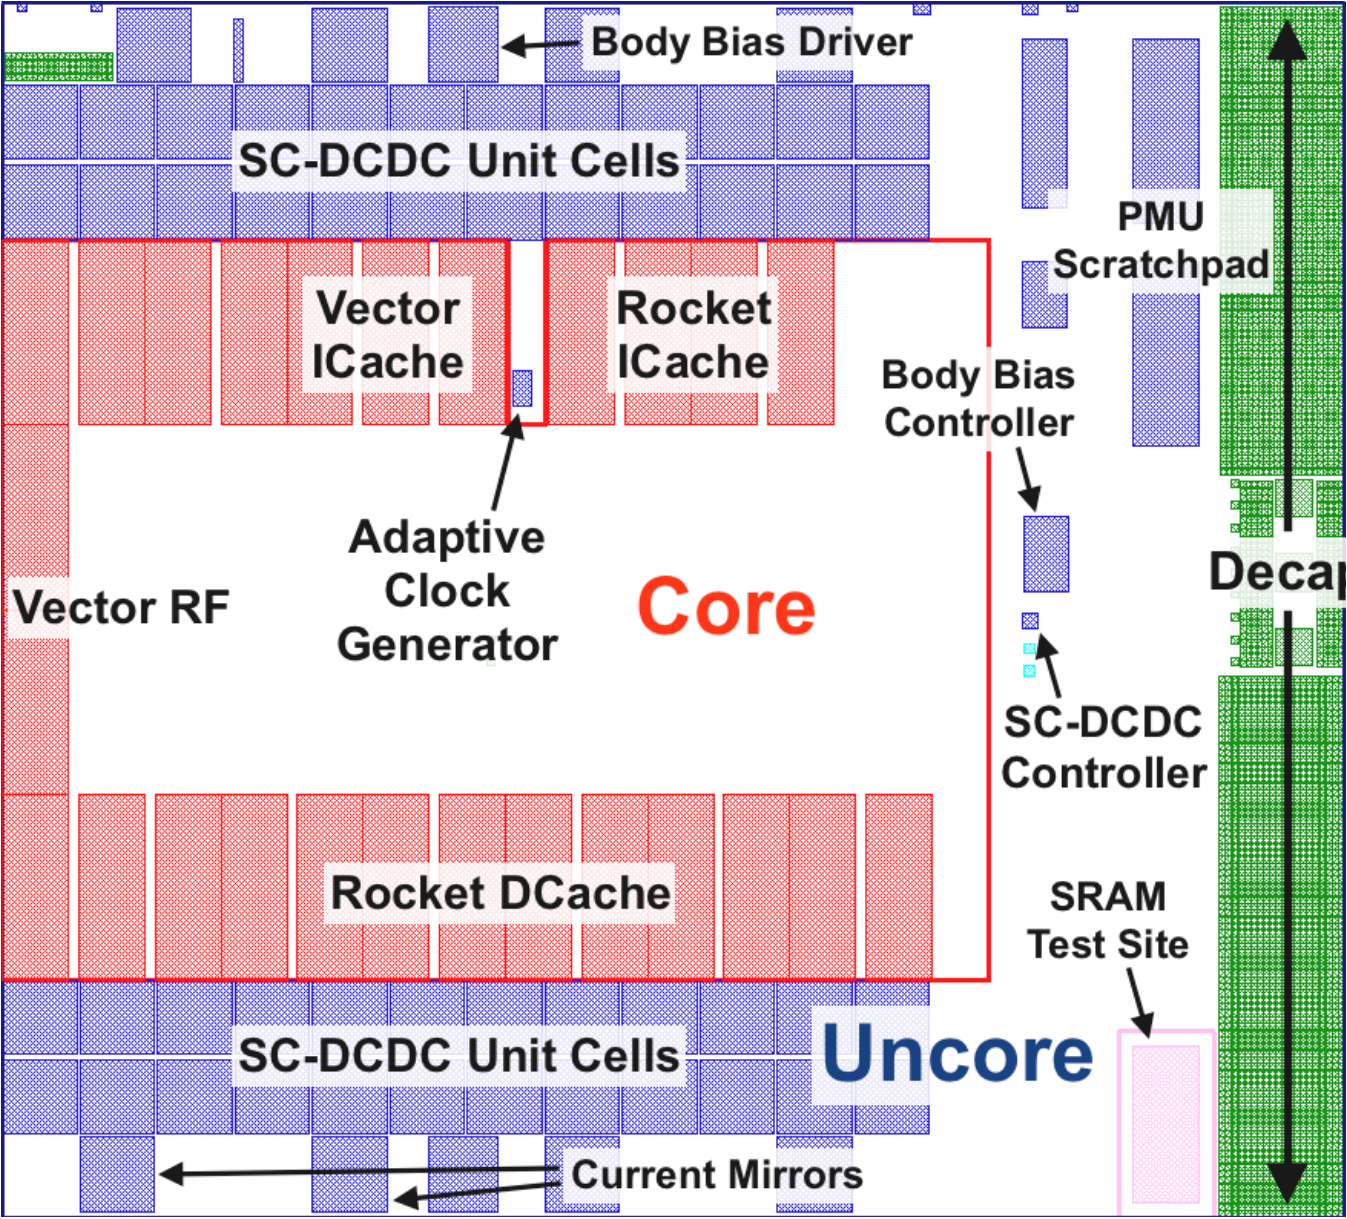 Body Bias Driver
SC-DCDC Unit Cells
PMU
Scratchpad
Vector
ICache
Rocket
ICache
Body Bias
Controller
Adaptive
Clock
Generator
Vector RF
Core
Decap
SC-DCDC
Controller
Rocket DCache
SRAM
Test Site
SC-DCDC Unit Cells
Uncore
Current Mirrors